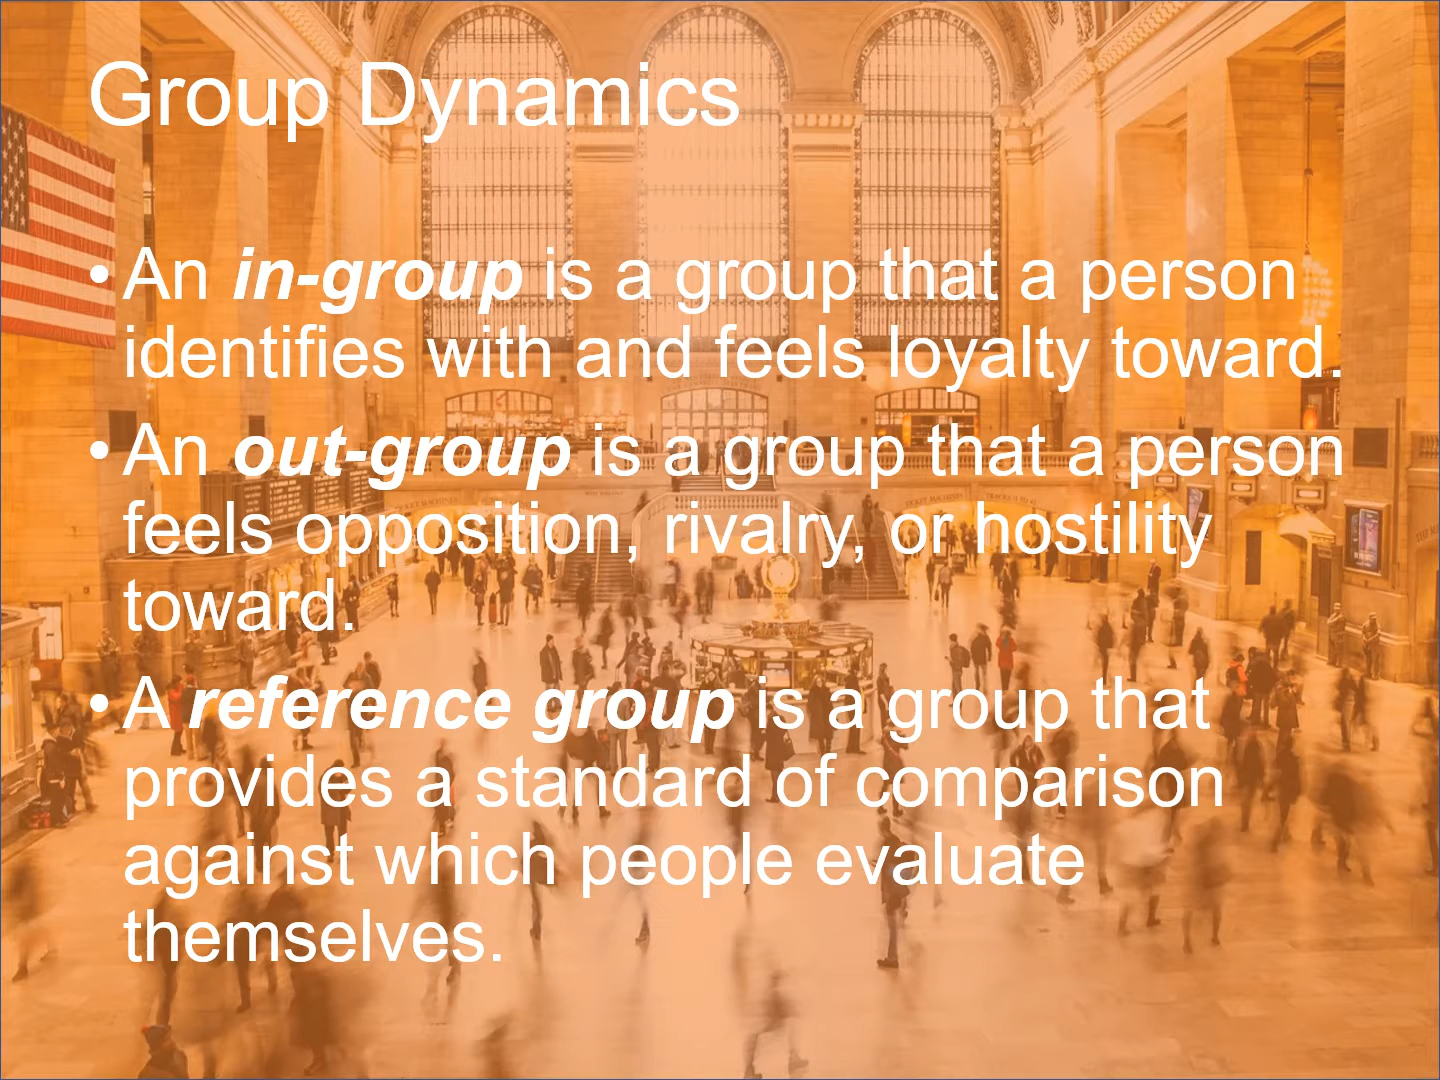 Group Dynamics
• An in-group is a group that a person
identifies with and feels loyalty toward.
• An out-group is a group that a person
feels opposition, rivalry, or hostility
toward.
• A reference group is a group that
provides a standard of comparison
against which people evaluate
themselves.